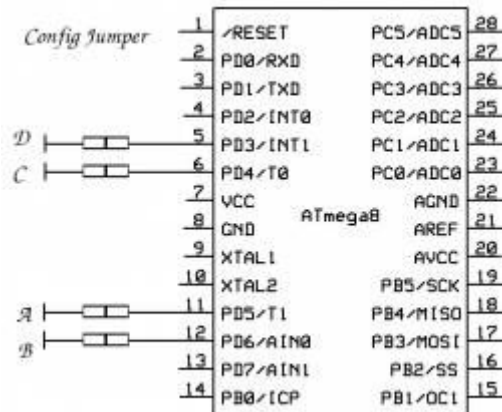 Config Jumper
1 /RESET PC5/ADC5 28
2 PD0/RXD PC4/ADC4 27
3 PD1/TXD PC3/ADC3 26
4 PD2/INT0 PC2/ADC2 25
D 5 PD3/INT1 PC1/ADC1 24
C 6 PD4/T0 PC0/ADC0 23
7 VCC AGND 22
ATmega8
8 GND AREF 21
9 XTAL1 AVCC 20
10 XTAL2 PB5/SCK 19
A 11 PD5/T1 PB4/MISO 18
B 12 PD6/AIN0 PB3/MOSI 17
13 PD7/AIN1 PB2/SS 16
14 PB0/ICP PB1/OC1 15